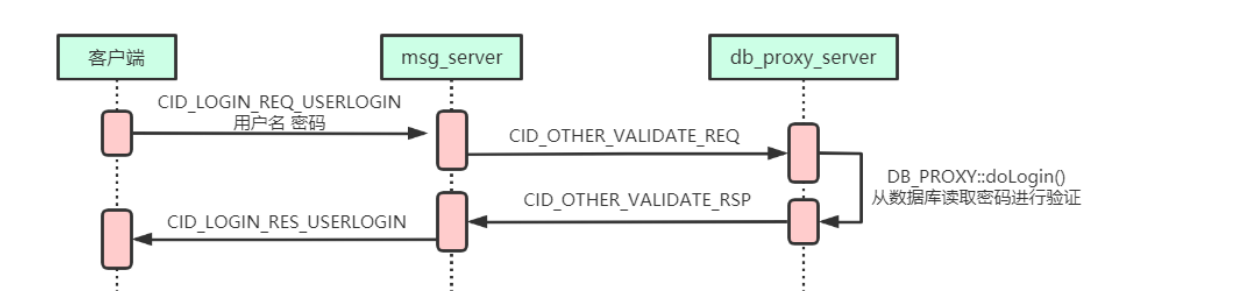 客户端
msg_server
db_proxy_server
CID_LOGIN_REQ_USERLOGIN
用户名 密码
CID_OTHER_VALIDATE_REQ
DB_PROXY::doLogin()
从数据库读取密码进行验证
CID_OTHER_VALIDATE_RSP
CID_LOGIN_RES_USERLOGIN